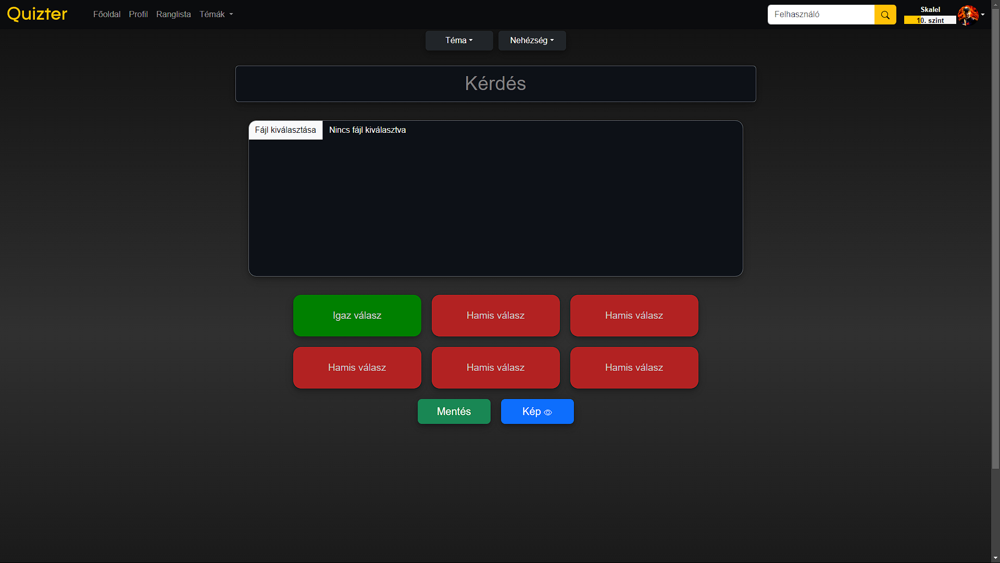 Quizter Főoldal Profil Ranglista Témák Felhasználó Skalel
10. szint
Téma Nehézség
Kérdés
Fájl kiválasztása Nincs fájl kiválasztva
Igaz válasz Hamis válasz Hamis válasz
Hamis válasz Hamis válasz Hamis válasz
Mentés Kép